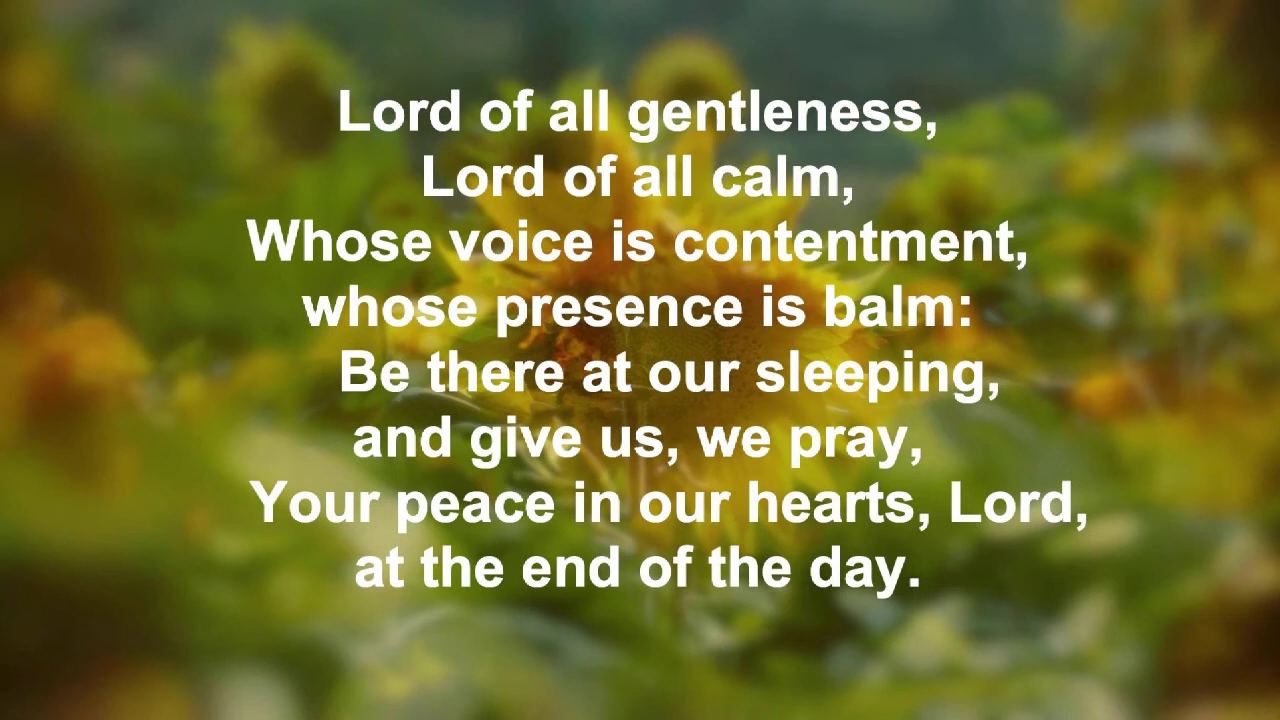 Lord of all gentleness,
Lord of all calm,
Whose voice is contentment,
whose presence is balm:
Be there at our sleeping,
and give us, we pray,
Your peace in our hearts, Lord,
at the end of the day.